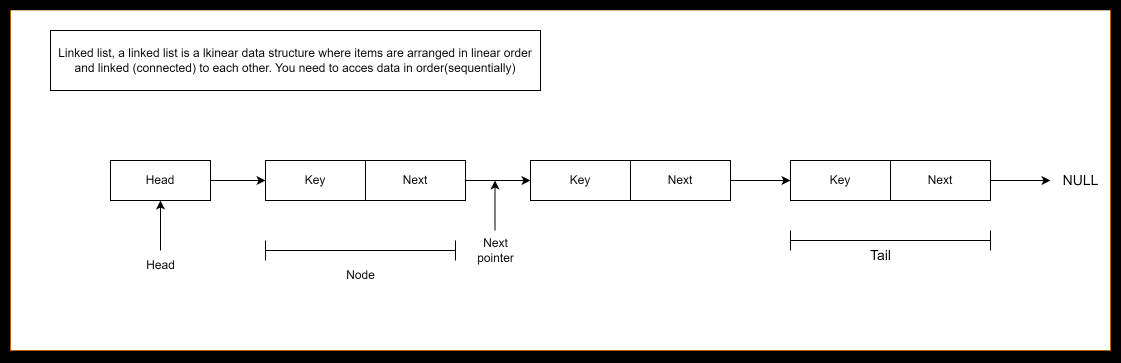 Linked list, a linked list is a lkinear data structure where items are arranged in linear order
and linked (connected) to each other. You need to acces data in order(sequentially)
Head
Key
Next
Key
Next
Key
Next
NULL
Head
Node
Next
pointer
Tail